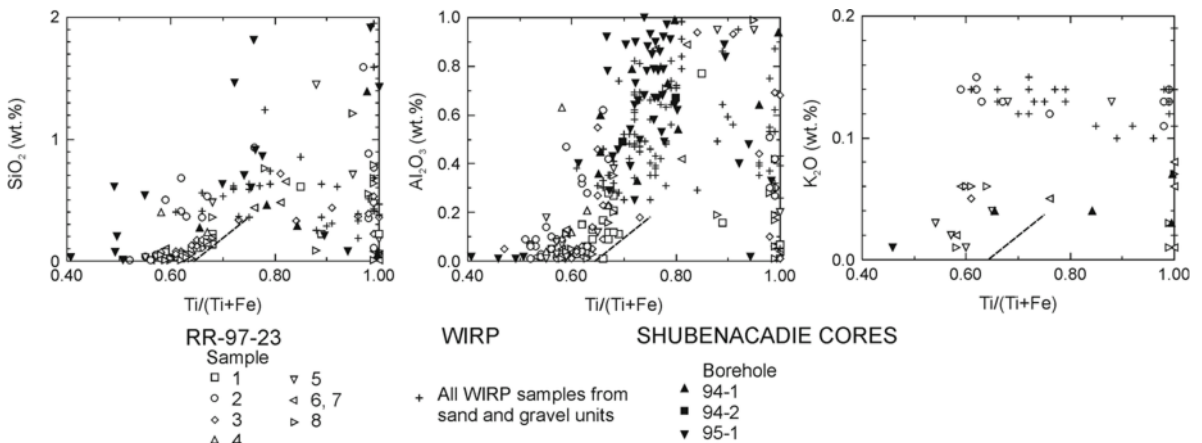 2
1
0
SiO₂ (wt.%)
0.40
0.60
0.80
1.00
Ti/(Ti+Fe)
1.0
0.8
0.6
0.4
0.2
0.0
Al₂O₃ (wt.%)
0.40
0.60
0.80
1.00
Ti/(Ti+Fe)
0.2
0.1
0.0
K₂O (wt.%)
0.40
0.60
0.80
1.00
Ti/(Ti+Fe)
RR-97-23
Sample
1
2
3
4
5
6, 7
8
WIRP
+ All WIRP samples from
sand and gravel units
SHUBENACADIE CORES
Borehole
94-1
94-2
95-1